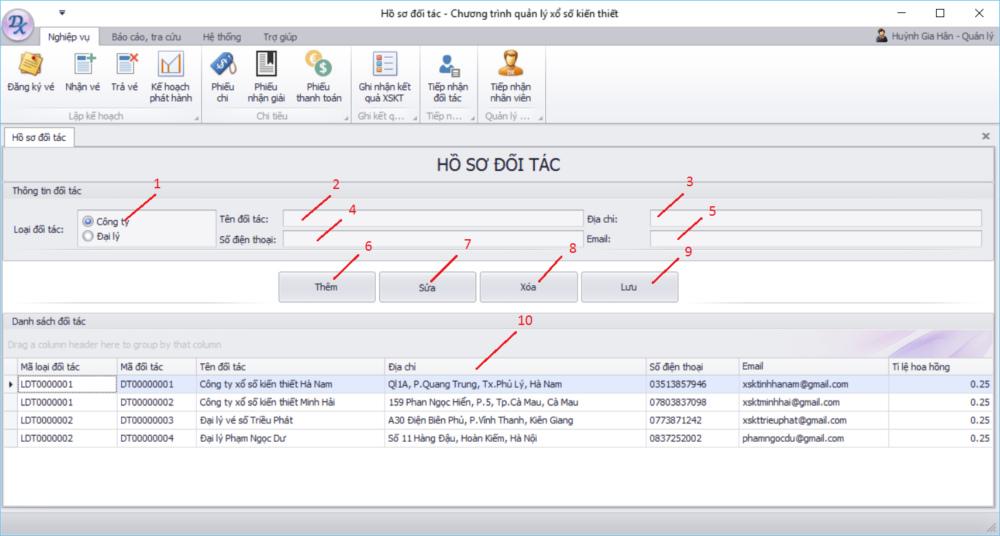 Hồ sơ đối tác - Chương trình quản lý xổ số kiến thiết
Nghiệp vụ Báo cáo, tra cứu Hệ thống Trợ giúp Huỳnh Gia Hân - Quản lý
Đăng ký vé Nhận vé Trả vé Kế hoạch phát hành Phiếu chi Phiếu nhận giải Phiếu thanh toán Ghi nhận kết quả XSKT Tiếp nhận đối tác Tiếp nhận nhân viên
Lập kế hoạch Chi tiêu Ghi kết q... Tiếp n... Quản lý ...
Hồ sơ đối tác
HỒ SƠ ĐỐI TÁC
Thông tin đối tác
1 2 3
Loại đối tác: Công ty Tên đối tác: Địa chỉ:
4 5
Đại lý Số điện thoại: Email:
6 7 8 9
Thêm Sửa Xóa Lưu
Danh sách đối tác 10
Drag a column header here to group by that column
Mã loại đối tác Mã đối tác Tên đối tác Địa chỉ Số điện thoại Email Tỉ lệ hoa hồng
LDT0000001 DT00000001 Công ty xổ số kiến thiết Hà Nam Ql1A, P.Quang Trung, Tx.Phủ Lý, Hà Nam 03513857946 xsktinhhanam@gmail.com 0.25
LDT0000001 DT00000002 Công ty xổ số kiến thiết Minh Hải 159 Phan Ngọc Hiển, P.5, Tp.Cà Mau, Cà Mau 07803837098 xsktminhhai@gmail.com 0.25
LDT0000002 DT00000003 Đại lý vé số Triều Phát A30 Điện Biên Phủ, P.Vĩnh Thanh, Kiên Giang 0773871242 xskttrieuphat@gmail.com 0.25
LDT0000002 DT00000004 Đại lý Phạm Ngọc Dư Số 11 Hàng Đậu, Hoàn Kiếm, Hà Nội 0837252002 phamngocdu@gmail.com 0.25